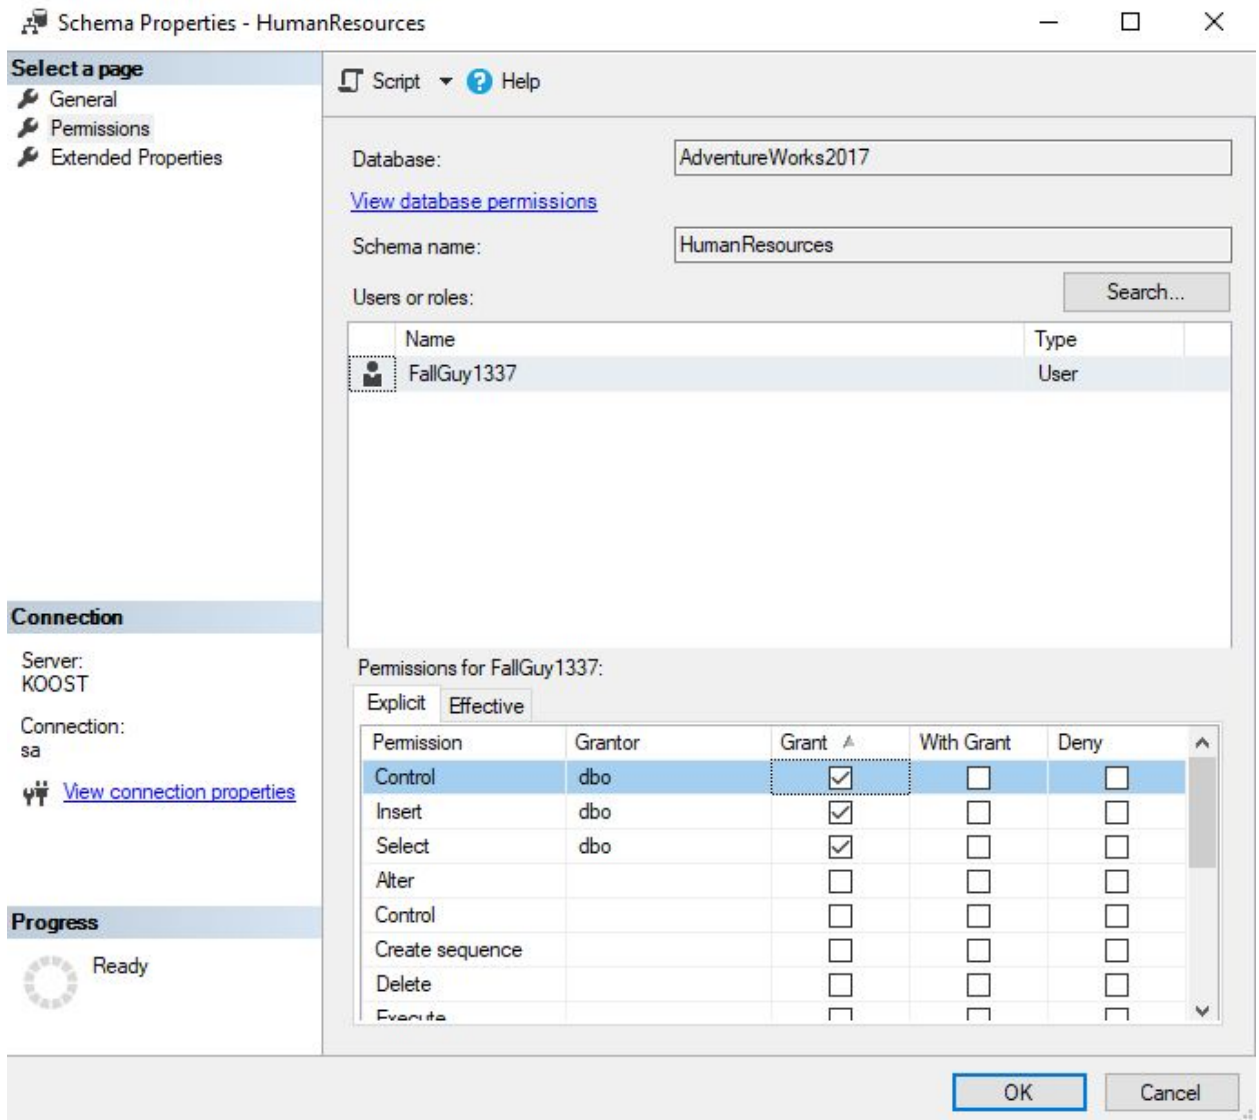 Schema Properties - HumanResources
Select a page
General
Permissions
Extended Properties
Script Help
Database: AdventureWorks2017
View database permissions
Schema name: HumanResources
Users or roles: Search...
Name Type
FallGuy1337 User
Connection
Server:
KOOST
Connection:
sa
View connection properties
Progress
Ready
Permissions for FallGuy1337:
Explicit Effective
Permission Grantor Grant With Grant Deny
Control dbo
Insert dbo
Select dbo
Alter
Control
Create sequence
Delete
Execute
OK Cancel